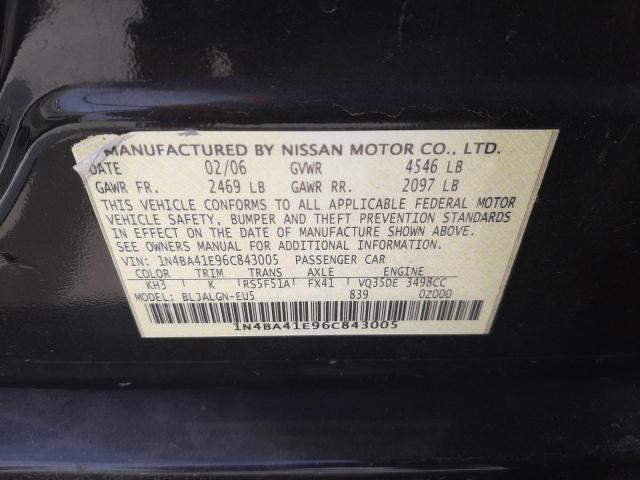 MANUFACTURED BY NISSAN MOTOR CO., LTD.
DATE 02/06 GVWR 4546 LB
GAWR FR. 2469 LB GAWR RR. 2097 LB
THIS VEHICLE CONFORMS TO ALL APPLICABLE FEDERAL MOTOR
VEHICLE SAFETY, BUMPER AND THEFT PREVENTION STANDARDS
IN EFFECT ON THE DATE OF MANUFACTURE SHOWN ABOVE.
SEE OWNERS MANUAL FOR ADDITIONAL INFORMATION.
VIN: 1N4BA41E96C843005 PASSENGER CAR
COLOR TRIM TRANS AXLE ENGINE
KH3 K RS5F51A FX41 VQ35DE 3498CC
MODEL: BLJALGN-EU5 839 0Z000
1N4BA41E96C843005